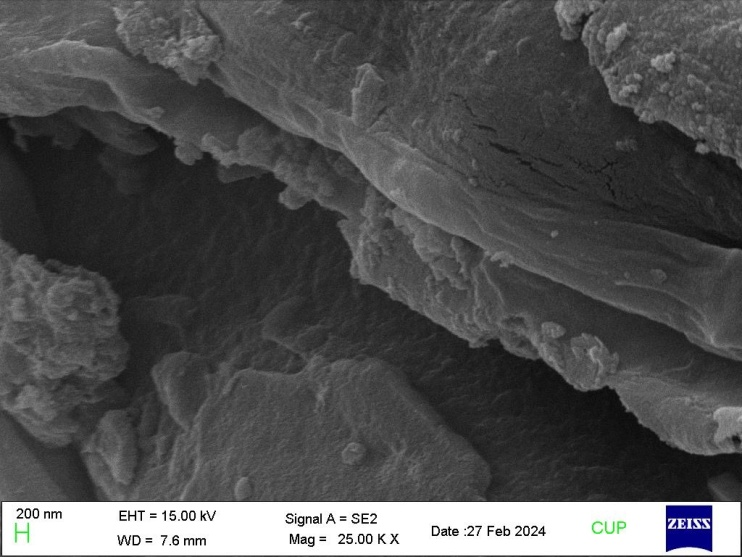 200 nm
EHT = 15.00 kV
WD = 7.6 mm
Signal A = SE2
Mag = 25.00 K X
Date :27 Feb 2024
CUP
ZEISS